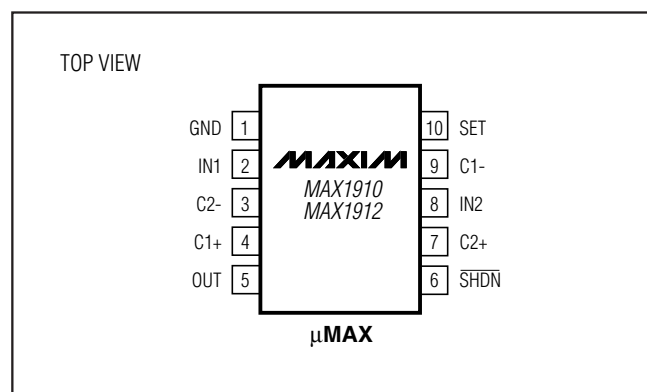 TOP VIEW
GND 1
IN1 2
C2- 3
C1+ 4
OUT 5
MAXIM
MAX1910
MAX1912
10 SET
9 C1-
8 IN2
7 C2+
6 SHDN
µMAX